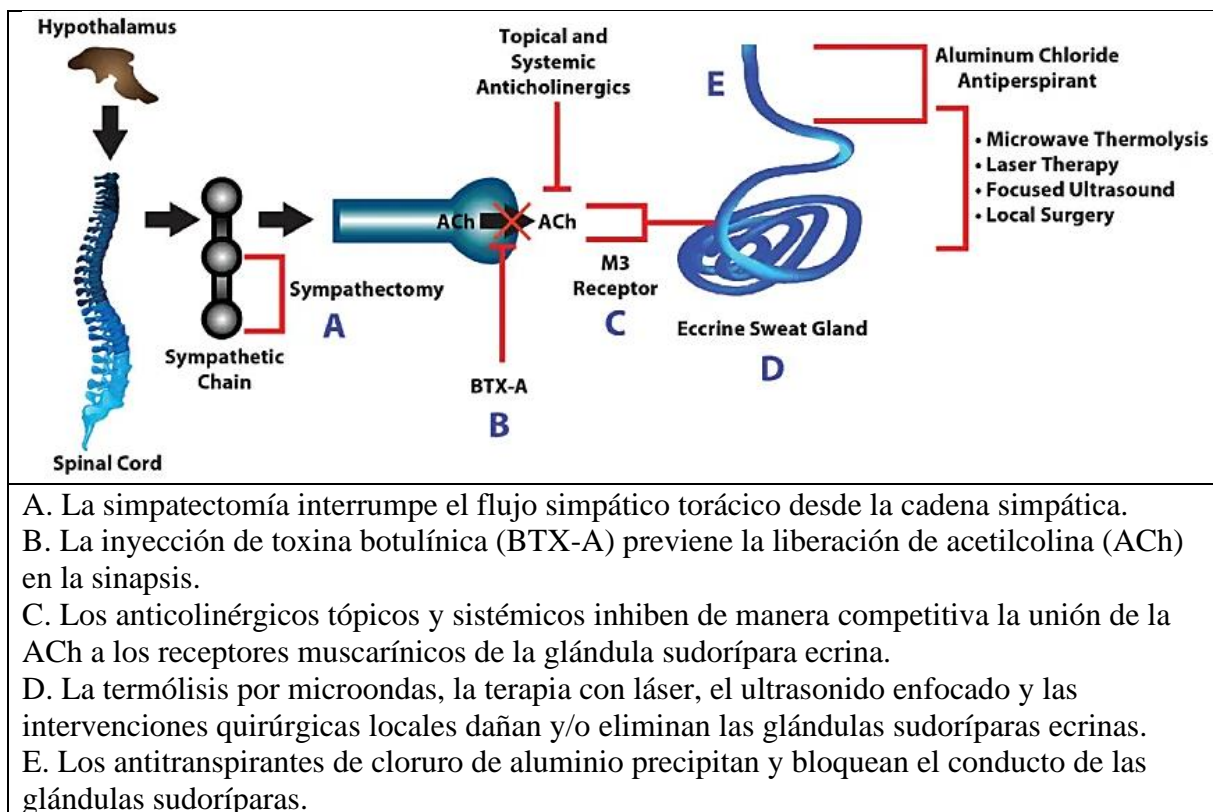 Hypothalamus
Topical and
Systemic
Anticholinergics
E
Aluminum Chloride
Antiperspirant
• Microwave Thermolysis
• Laser Therapy
• Focused Ultrasound
• Local Surgery
ACh
ACh
M3
Receptor
C
Sympathectomy
A
Eccrine Sweat Gland
D
Sympathetic
Chain
BTX-A
B
Spinal Cord
A. La simpatectomía interrumpe el flujo simpático torácico desde la cadena simpática.
B. La inyección de toxina botulínica (BTX-A) previene la liberación de acetilcolina (ACh)
en la sinapsis.
C. Los anticolinérgicos tópicos y sistémicos inhiben de manera competitiva la unión de la
ACh a los receptores muscarínicos de la glándula sudorípara ecrina.
D. La termólisis por microondas, la terapia con láser, el ultrasonido enfocado y las
intervenciones quirúrgicas locales dañan y/o eliminan las glándulas sudoríparas ecrinas.
E. Los antitranspirantes de cloruro de aluminio precipitan y bloquean el conducto de las
glándulas sudoríparas.